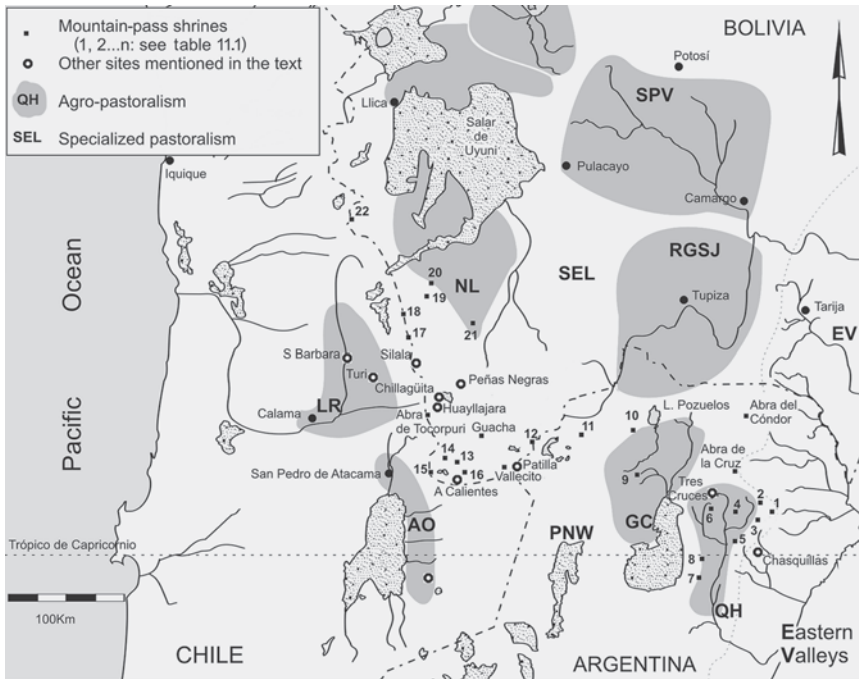 Mountain-pass shrines
(1, 2...n: see table 11.1)
Other sites mentioned in the text
QH Agro-pastoralism
SEL Specialized pastoralism
BOLIVIA
Potosí
SPV
Llica
Salar
de
Uyuni
Iquique
Pulacayo
Camargo
22
Ocean
RGSJ
20
NL
SEL
19
Tupiza
Tarija
18
EV
17
21
S Barbara
Silala
Turi
Peñas Negras
Chillagüita
LR
Huayllajara
Calama
Abra
de Tocorpuri
Guacha
12
11
10
L. Pozuelos
Abra del
Cóndor
Pacific
14
13
Abra
de la Cruz
San Pedro de Atacama
15
16
Patilla
Vallecito
9
Tres
Cruces
A Calientes
2
1
4
6
3
AO
PNW
GC
5
Trópico de Capricornio
8
Chasquillas
7
100Km
QH
CHILE
ARGENTINA
Eastern
Valleys